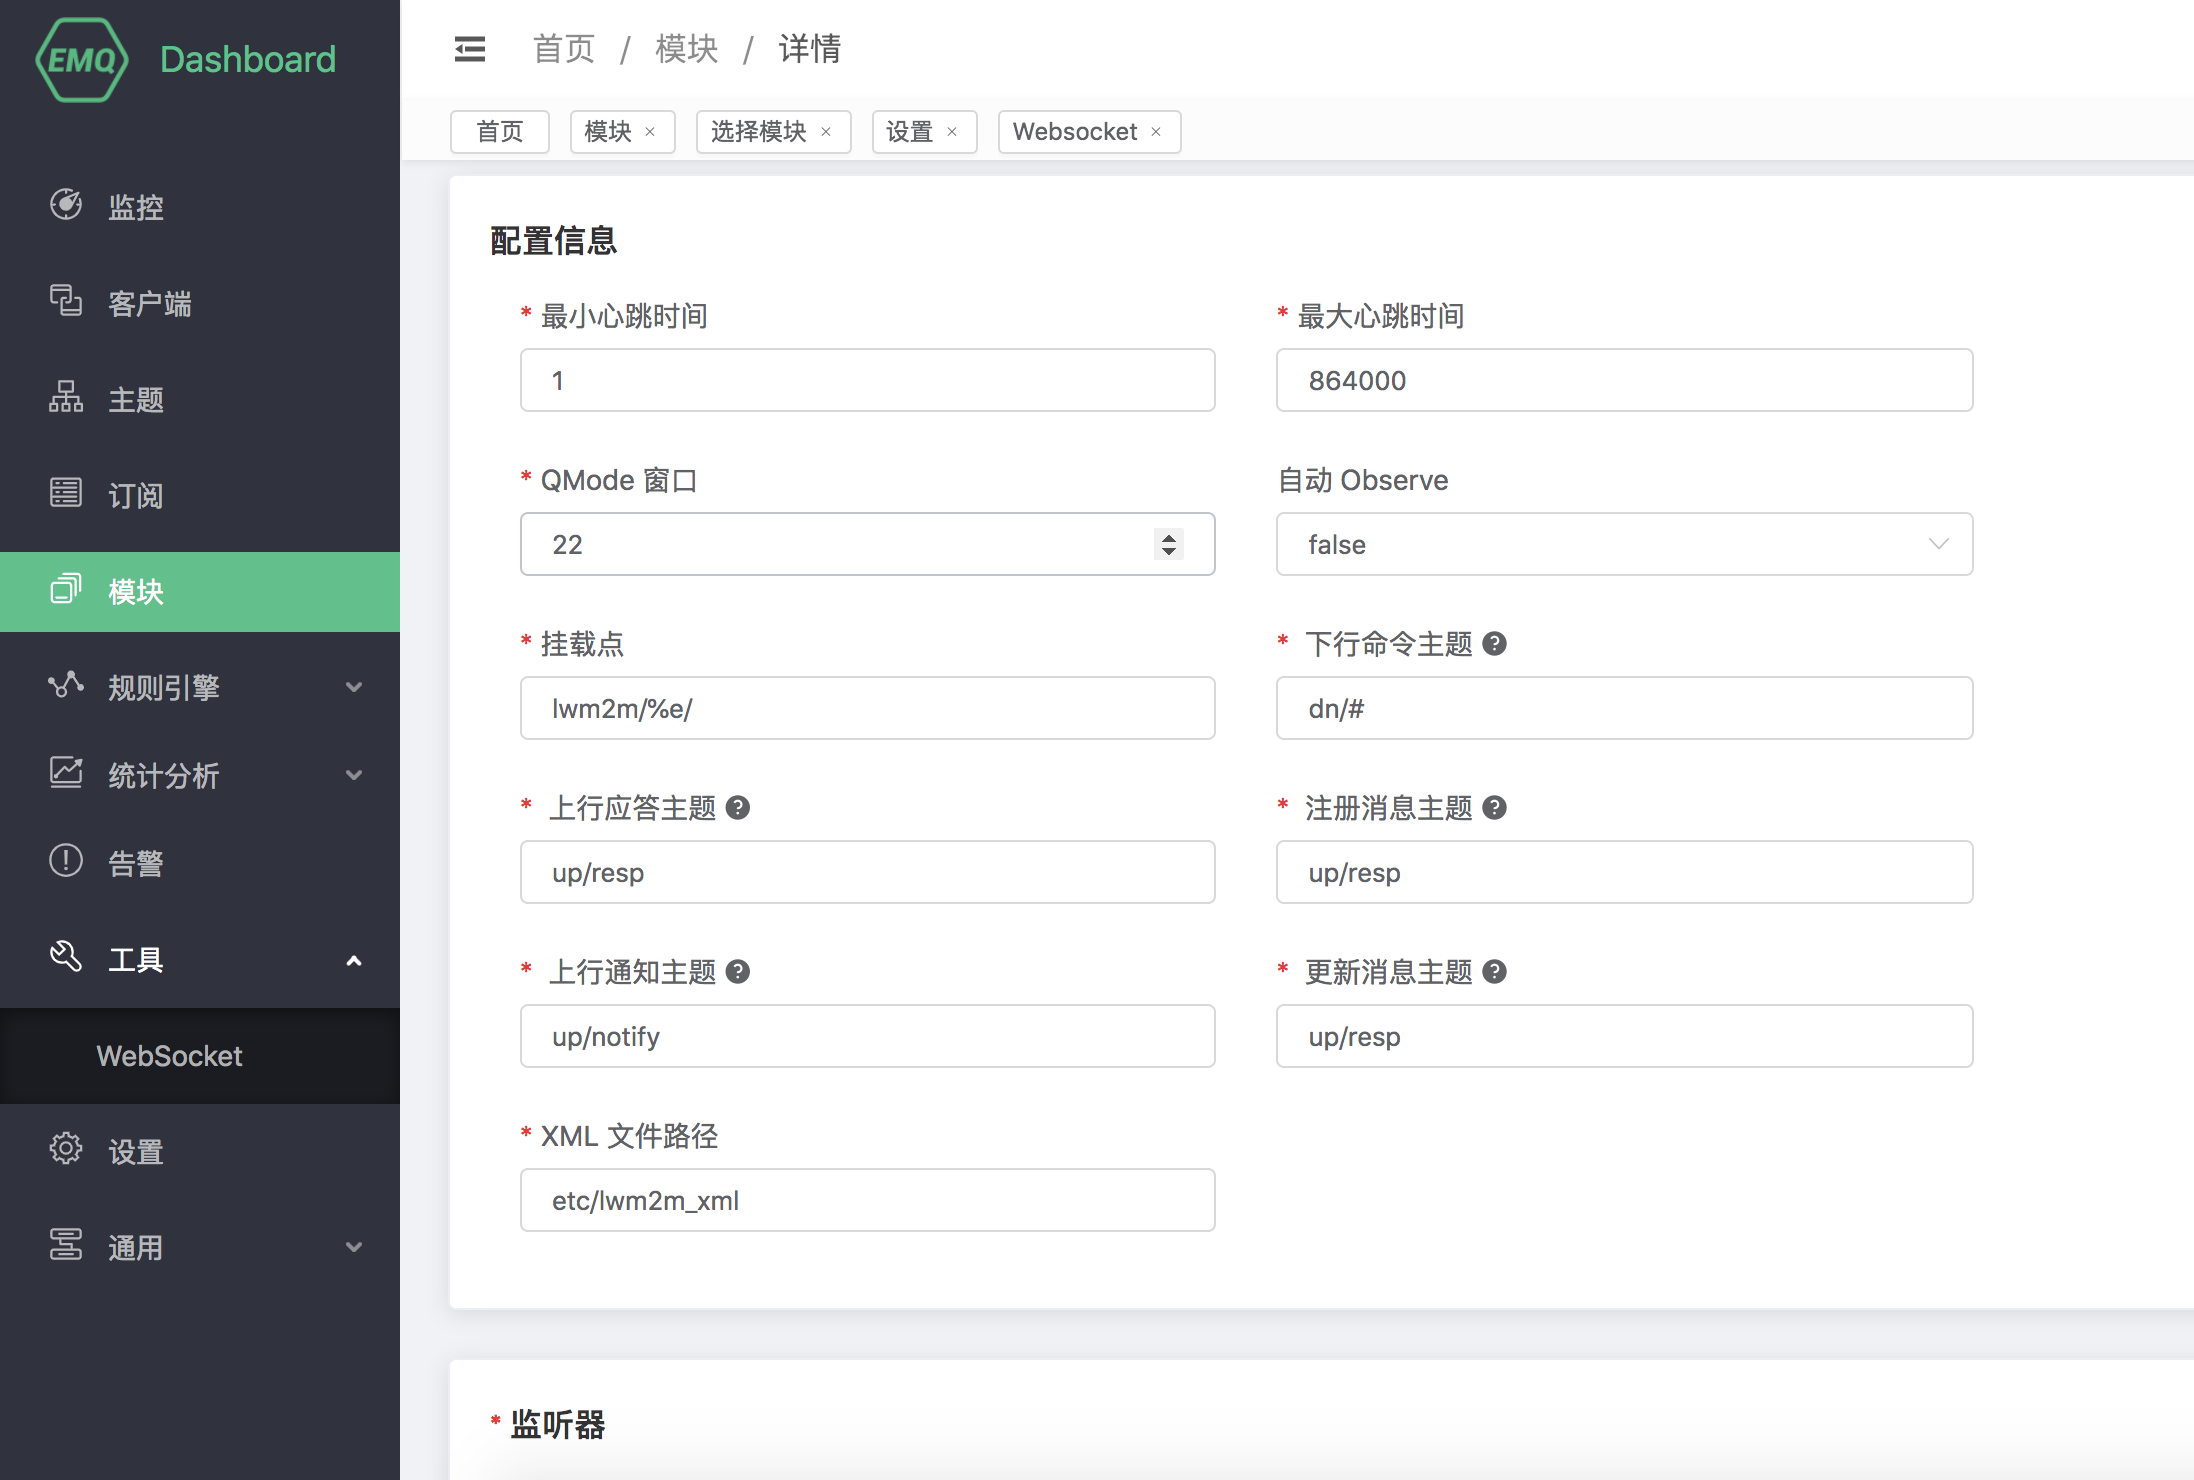 EMQ Dashboard
监控
客户端
主题
订阅
模块
规则引擎
统计分析
告警
工具
WebSocket
设置
通用
首页 / 模块 / 详情
首页 模块 × 选择模块 × 设置 × Websocket ×
配置信息
* 最小心跳时间 * 最大心跳时间
1 864000
* QMode 窗口 自动 Observe
22 false
* 挂载点 * 下行命令主题 ?
lwm2m/%e/ dn/#
* 上行应答主题 ? * 注册消息主题 ?
up/resp up/resp
* 上行通知主题 ? * 更新消息主题 ?
up/notify up/resp
* XML 文件路径
etc/lwm2m_xml
* 监听器